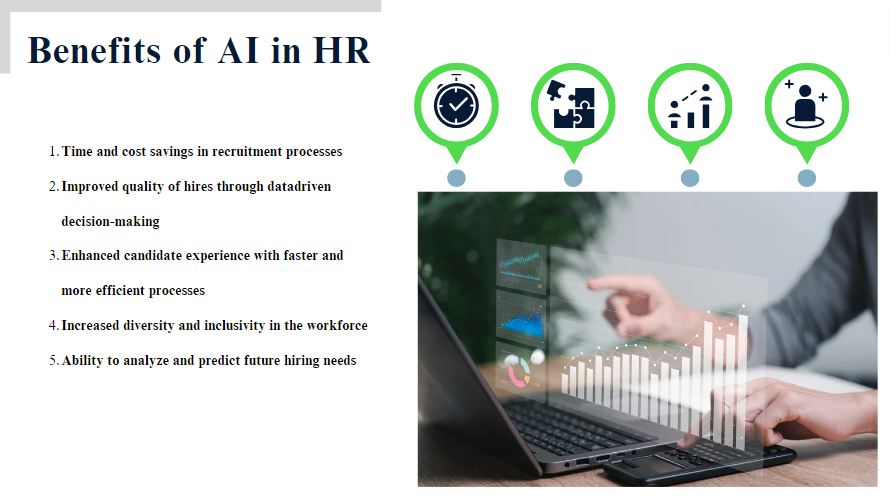 Benefits of AI in HR
1. Time and cost savings in recruitment processes
2. Improved quality of hires through datadriven
decision-making
3. Enhanced candidate experience with faster and
more efficient processes
4. Increased diversity and inclusivity in the workforce
5. Ability to analyze and predict future hiring needs